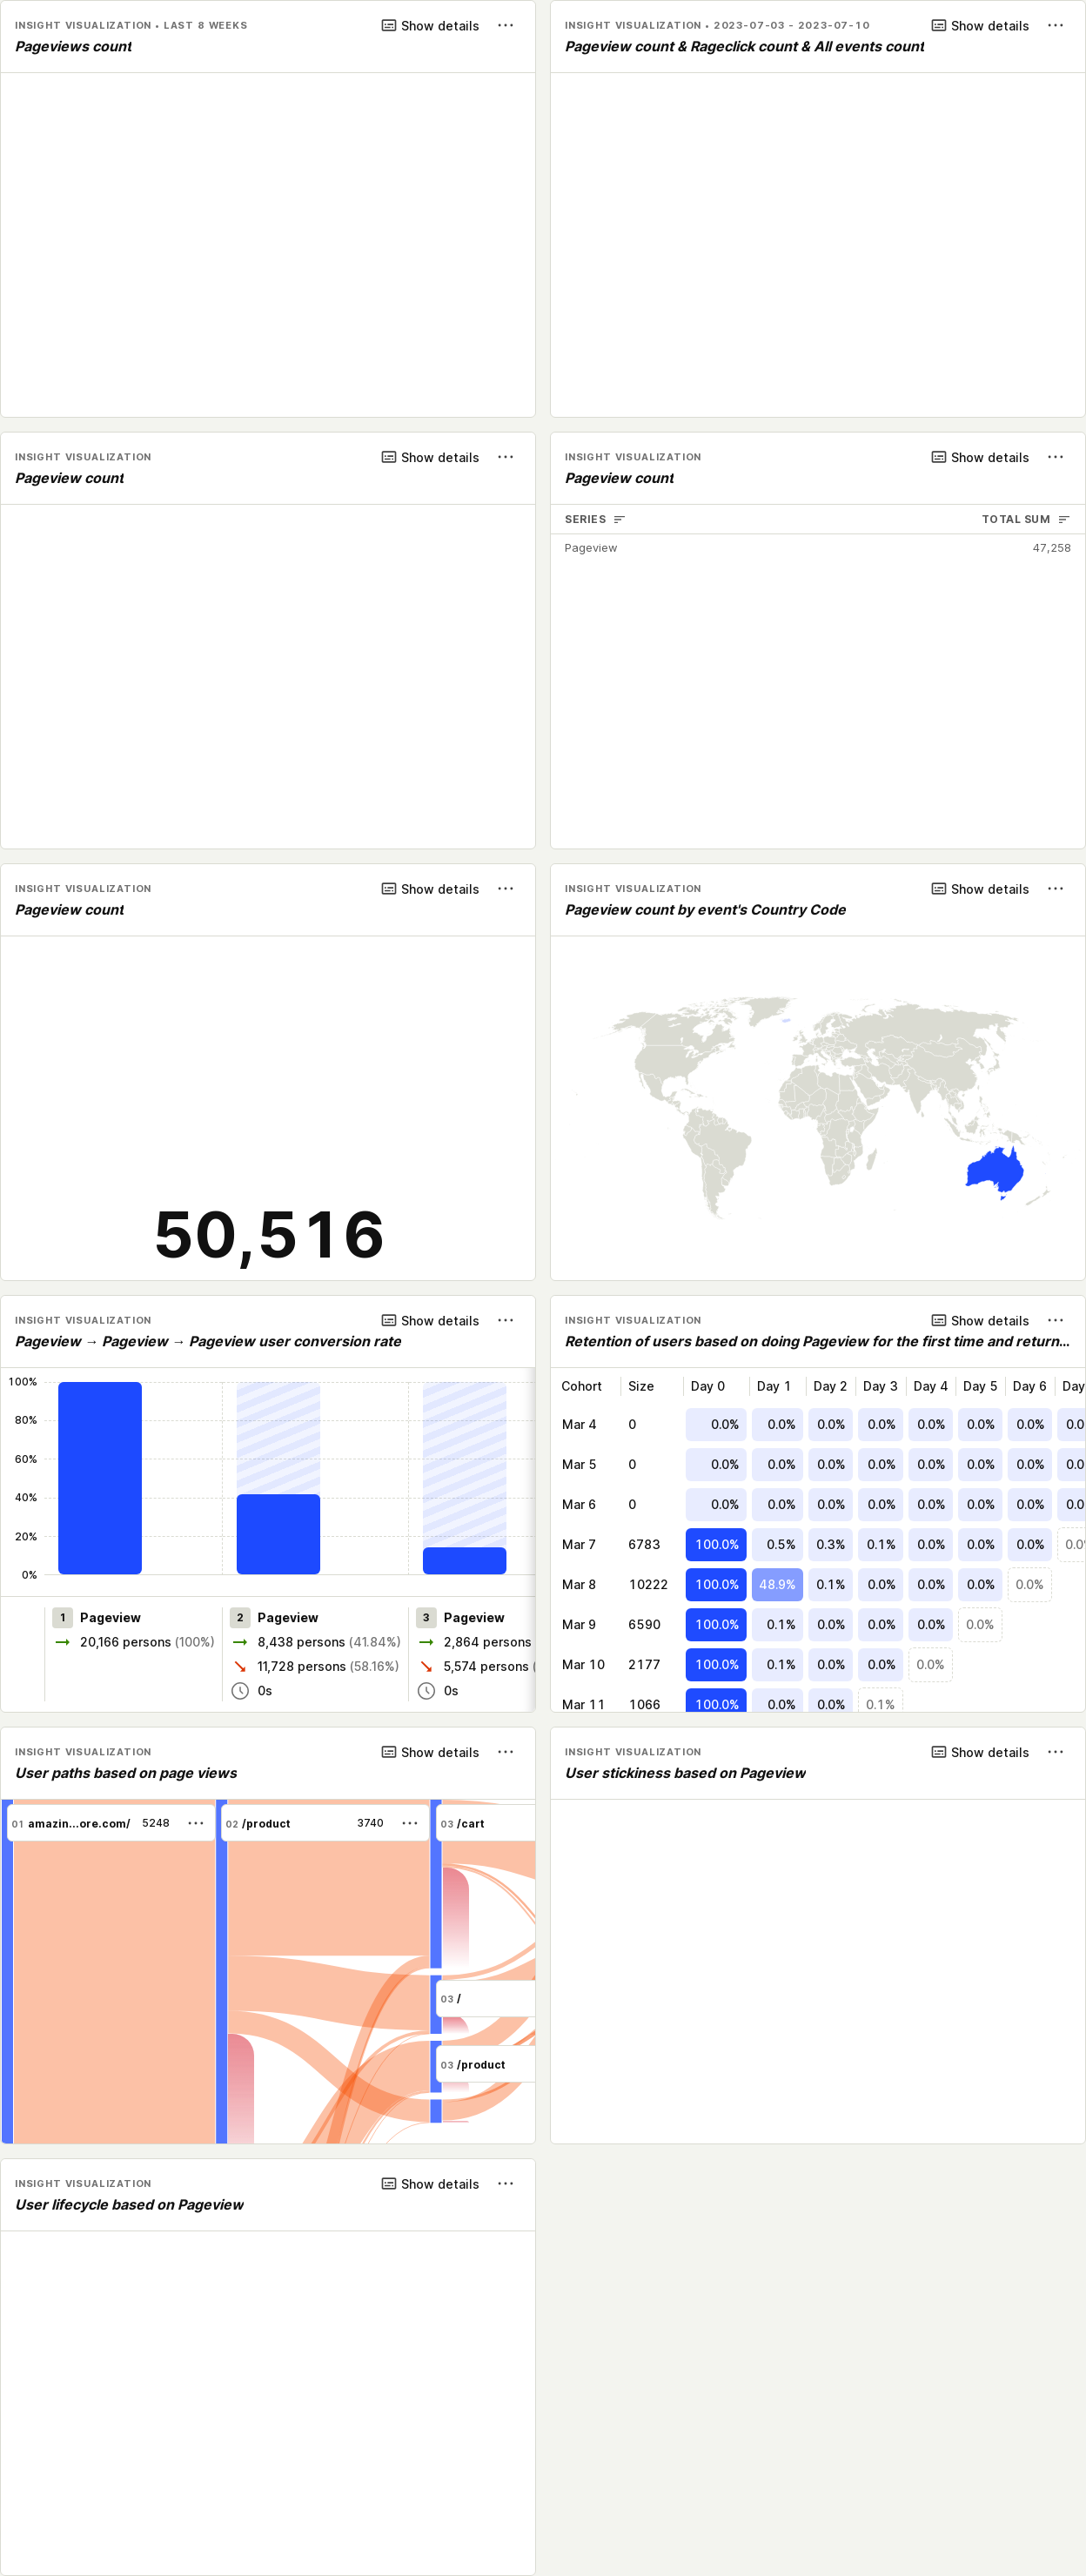 INSIGHT VISUALIZATION • LAST 8 WEEKS
Show details
Pageviews count
INSIGHT VISUALIZATION • 2023-07-03 - 2023-07-10
Show details
Pageview count & Rageclick count & All events count
INSIGHT VISUALIZATION
Show details
Pageview count
INSIGHT VISUALIZATION
Show details
Pageview count
SERIES TOTAL SUM
Pageview 47,258
INSIGHT VISUALIZATION
Show details
Pageview count
50,516
INSIGHT VISUALIZATION
Show details
Pageview count by event's Country Code
INSIGHT VISUALIZATION
Show details
Pageview → Pageview → Pageview user conversion rate
100%
80%
60%
40%
20%
0%
1 Pageview
20,166 persons (100%)
2 Pageview
8,438 persons (41.84%)
11,728 persons (58.16%)
0s
3 Pageview
2,864 persons
5,574 persons (
0s
INSIGHT VISUALIZATION
Show details
Retention of users based on doing Pageview for the first time and return...
Cohort Size Day 0 Day 1 Day 2 Day 3 Day 4 Day 5 Day 6 Day
Mar 4 0 0.0% 0.0% 0.0% 0.0% 0.0% 0.0% 0.0% 0.0
Mar 5 0 0.0% 0.0% 0.0% 0.0% 0.0% 0.0% 0.0% 0.0
Mar 6 0 0.0% 0.0% 0.0% 0.0% 0.0% 0.0% 0.0% 0.0
Mar 7 6783 100.0% 0.5% 0.3% 0.1% 0.0% 0.0% 0.0% 0.0%
Mar 8 10222 100.0% 48.9% 0.1% 0.0% 0.0% 0.0% 0.0%
Mar 9 6590 100.0% 0.1% 0.0% 0.0% 0.0% 0.0%
Mar 10 2177 100.0% 0.1% 0.0% 0.0% 0.0%
Mar 11 1066 100.0% 0.0% 0.0% 0.1%
INSIGHT VISUALIZATION
Show details
User paths based on page views
01 amazin...ore.com/ 5248
02 /product 3740
03 /cart
03 /
03 /product
INSIGHT VISUALIZATION
Show details
User stickiness based on Pageview
INSIGHT VISUALIZATION
Show details
User lifecycle based on Pageview